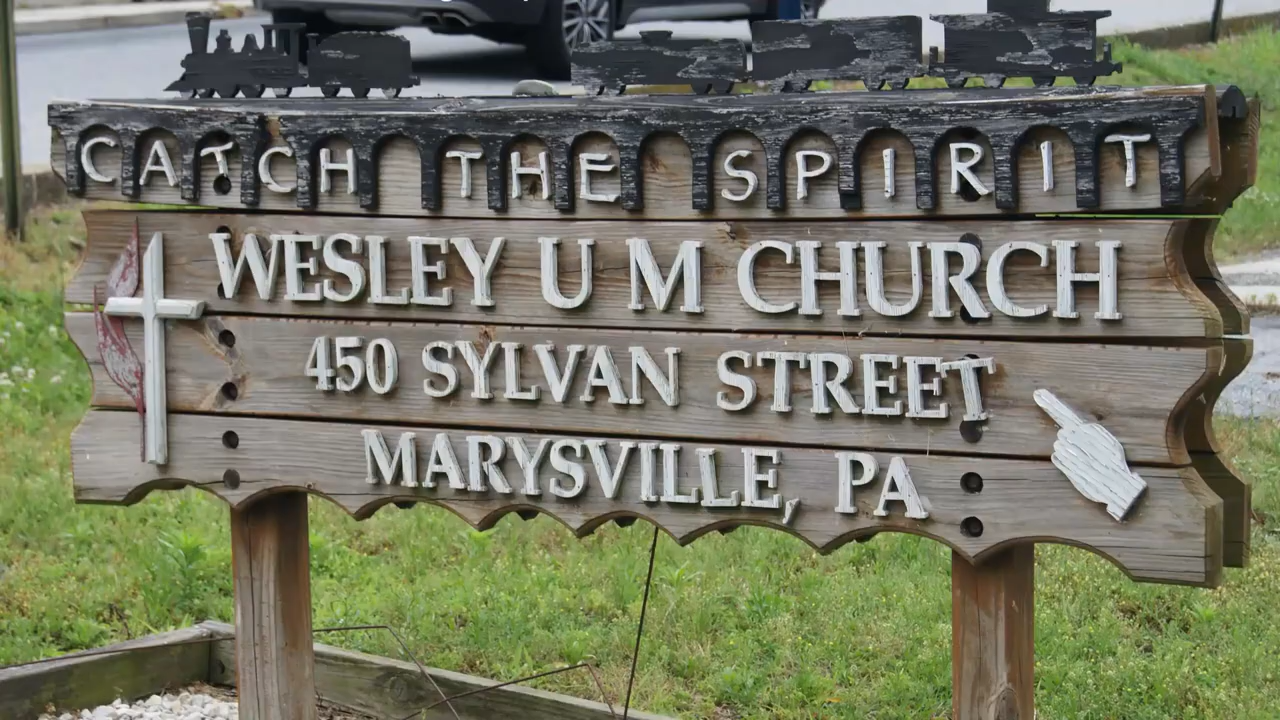 CATCH THE SPIRIT
WESLEY U M CHURCH
450 SYLVAN STREET
MARYSVILLE, PA